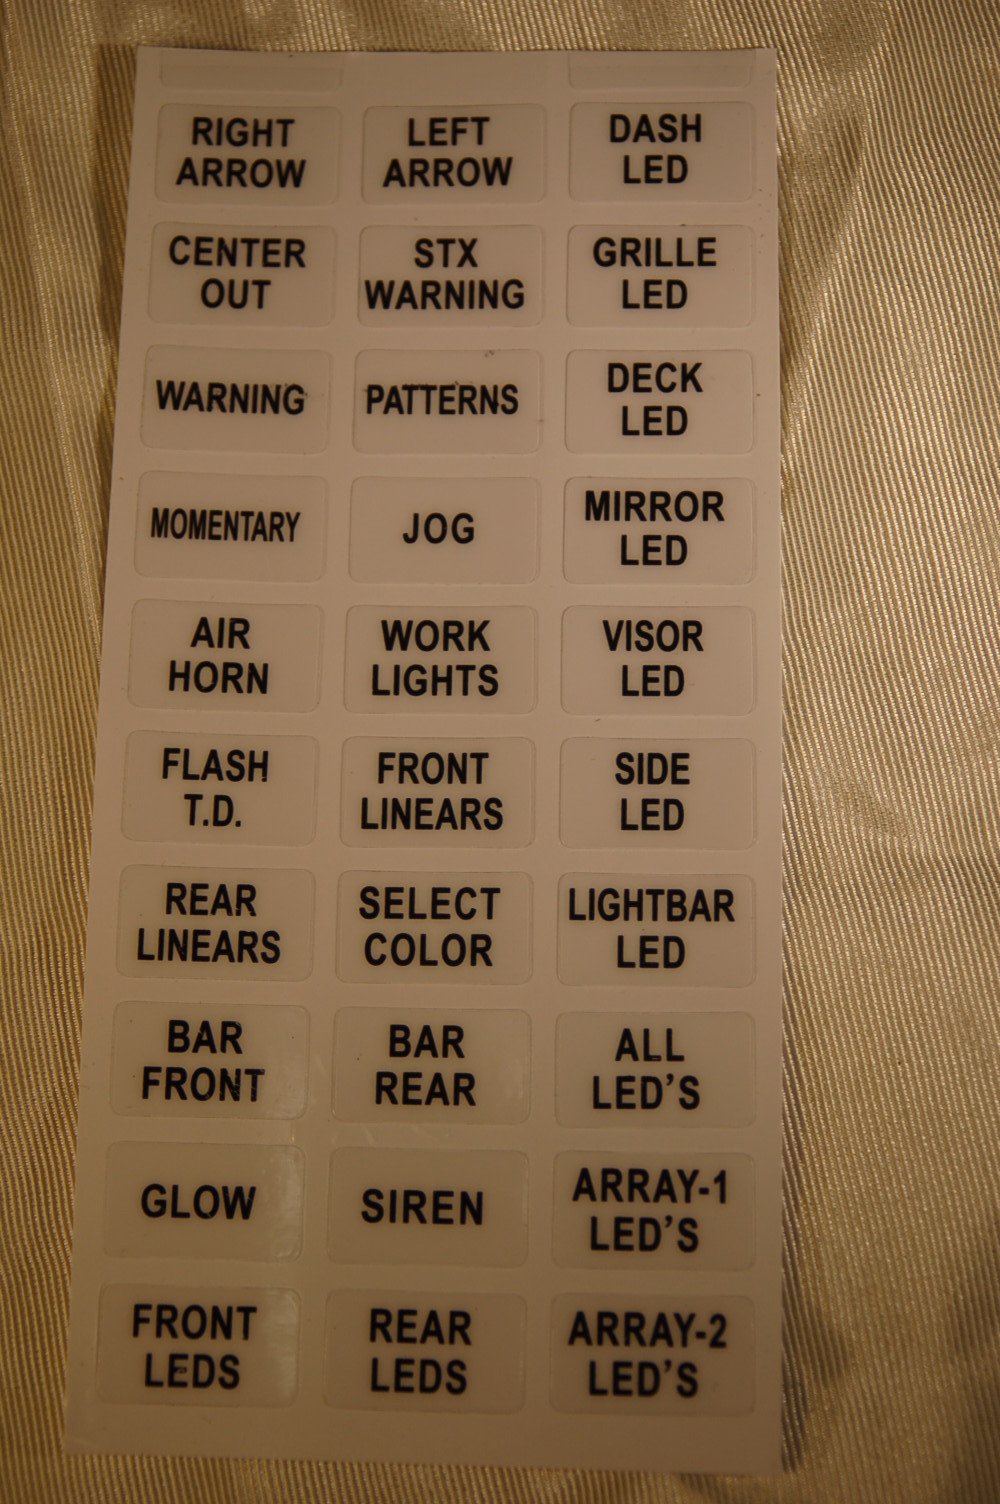 RIGHT
ARROW
LEFT
ARROW
DASH
LED
CENTER
OUT
STX
WARNING
GRILLE
LED
WARNING
PATTERNS
DECK
LED
MOMENTARY
JOG
MIRROR
LED
AIR
HORN
WORK
LIGHTS
VISOR
LED
FLASH
T.D.
FRONT
LINEARS
SIDE
LED
REAR
LINEARS
SELECT
COLOR
LIGHTBAR
LED
BAR
FRONT
BAR
REAR
ALL
LED'S
GLOW
SIREN
ARRAY-1
LED'S
FRONT
LEDS
REAR
LEDS
ARRAY-2
LED'S